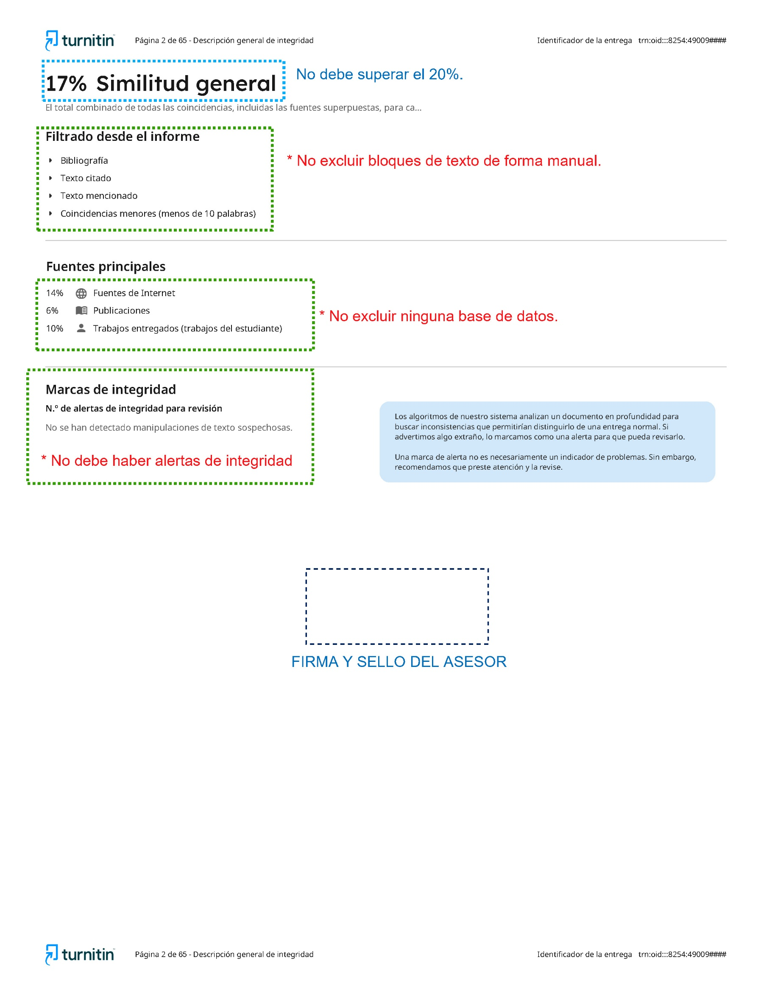 turnitin Página 2 de 65 - Descripción general de integridad Identificador de la entrega trn:oid:::8254:49009####
17% Similitud general No debe superar el 20%.
El total combinado de todas las coincidencias, incluidas las fuentes superpuestas, para ca...
Filtrado desde el informe
Bibliografía
* No excluir bloques de texto de forma manual.
Texto citado
Texto mencionado
Coincidencias menores (menos de 10 palabras)
Fuentes principales
14% Fuentes de Internet
6% Publicaciones
* No excluir ninguna base de datos.
10% Trabajos entregados (trabajos del estudiante)
Marcas de integridad
N.º de alertas de integridad para revisión
No se han detectado manipulaciones de texto sospechosas.
* No debe haber alertas de integridad
Los algoritmos de nuestro sistema analizan un documento en profundidad para
buscar inconsistencias que permitirían distinguirlo de una entrega normal. Si
advertimos algo extraño, lo marcamos como una alerta para que pueda revisarlo.
Una marca de alerta no es necesariamente un indicador de problemas. Sin embargo,
recomendamos que preste atención y la revise.
FIRMA Y SELLO DEL ASESOR
turnitin Página 2 de 65 - Descripción general de integridad Identificador de la entrega trn:oid:::8254:49009####